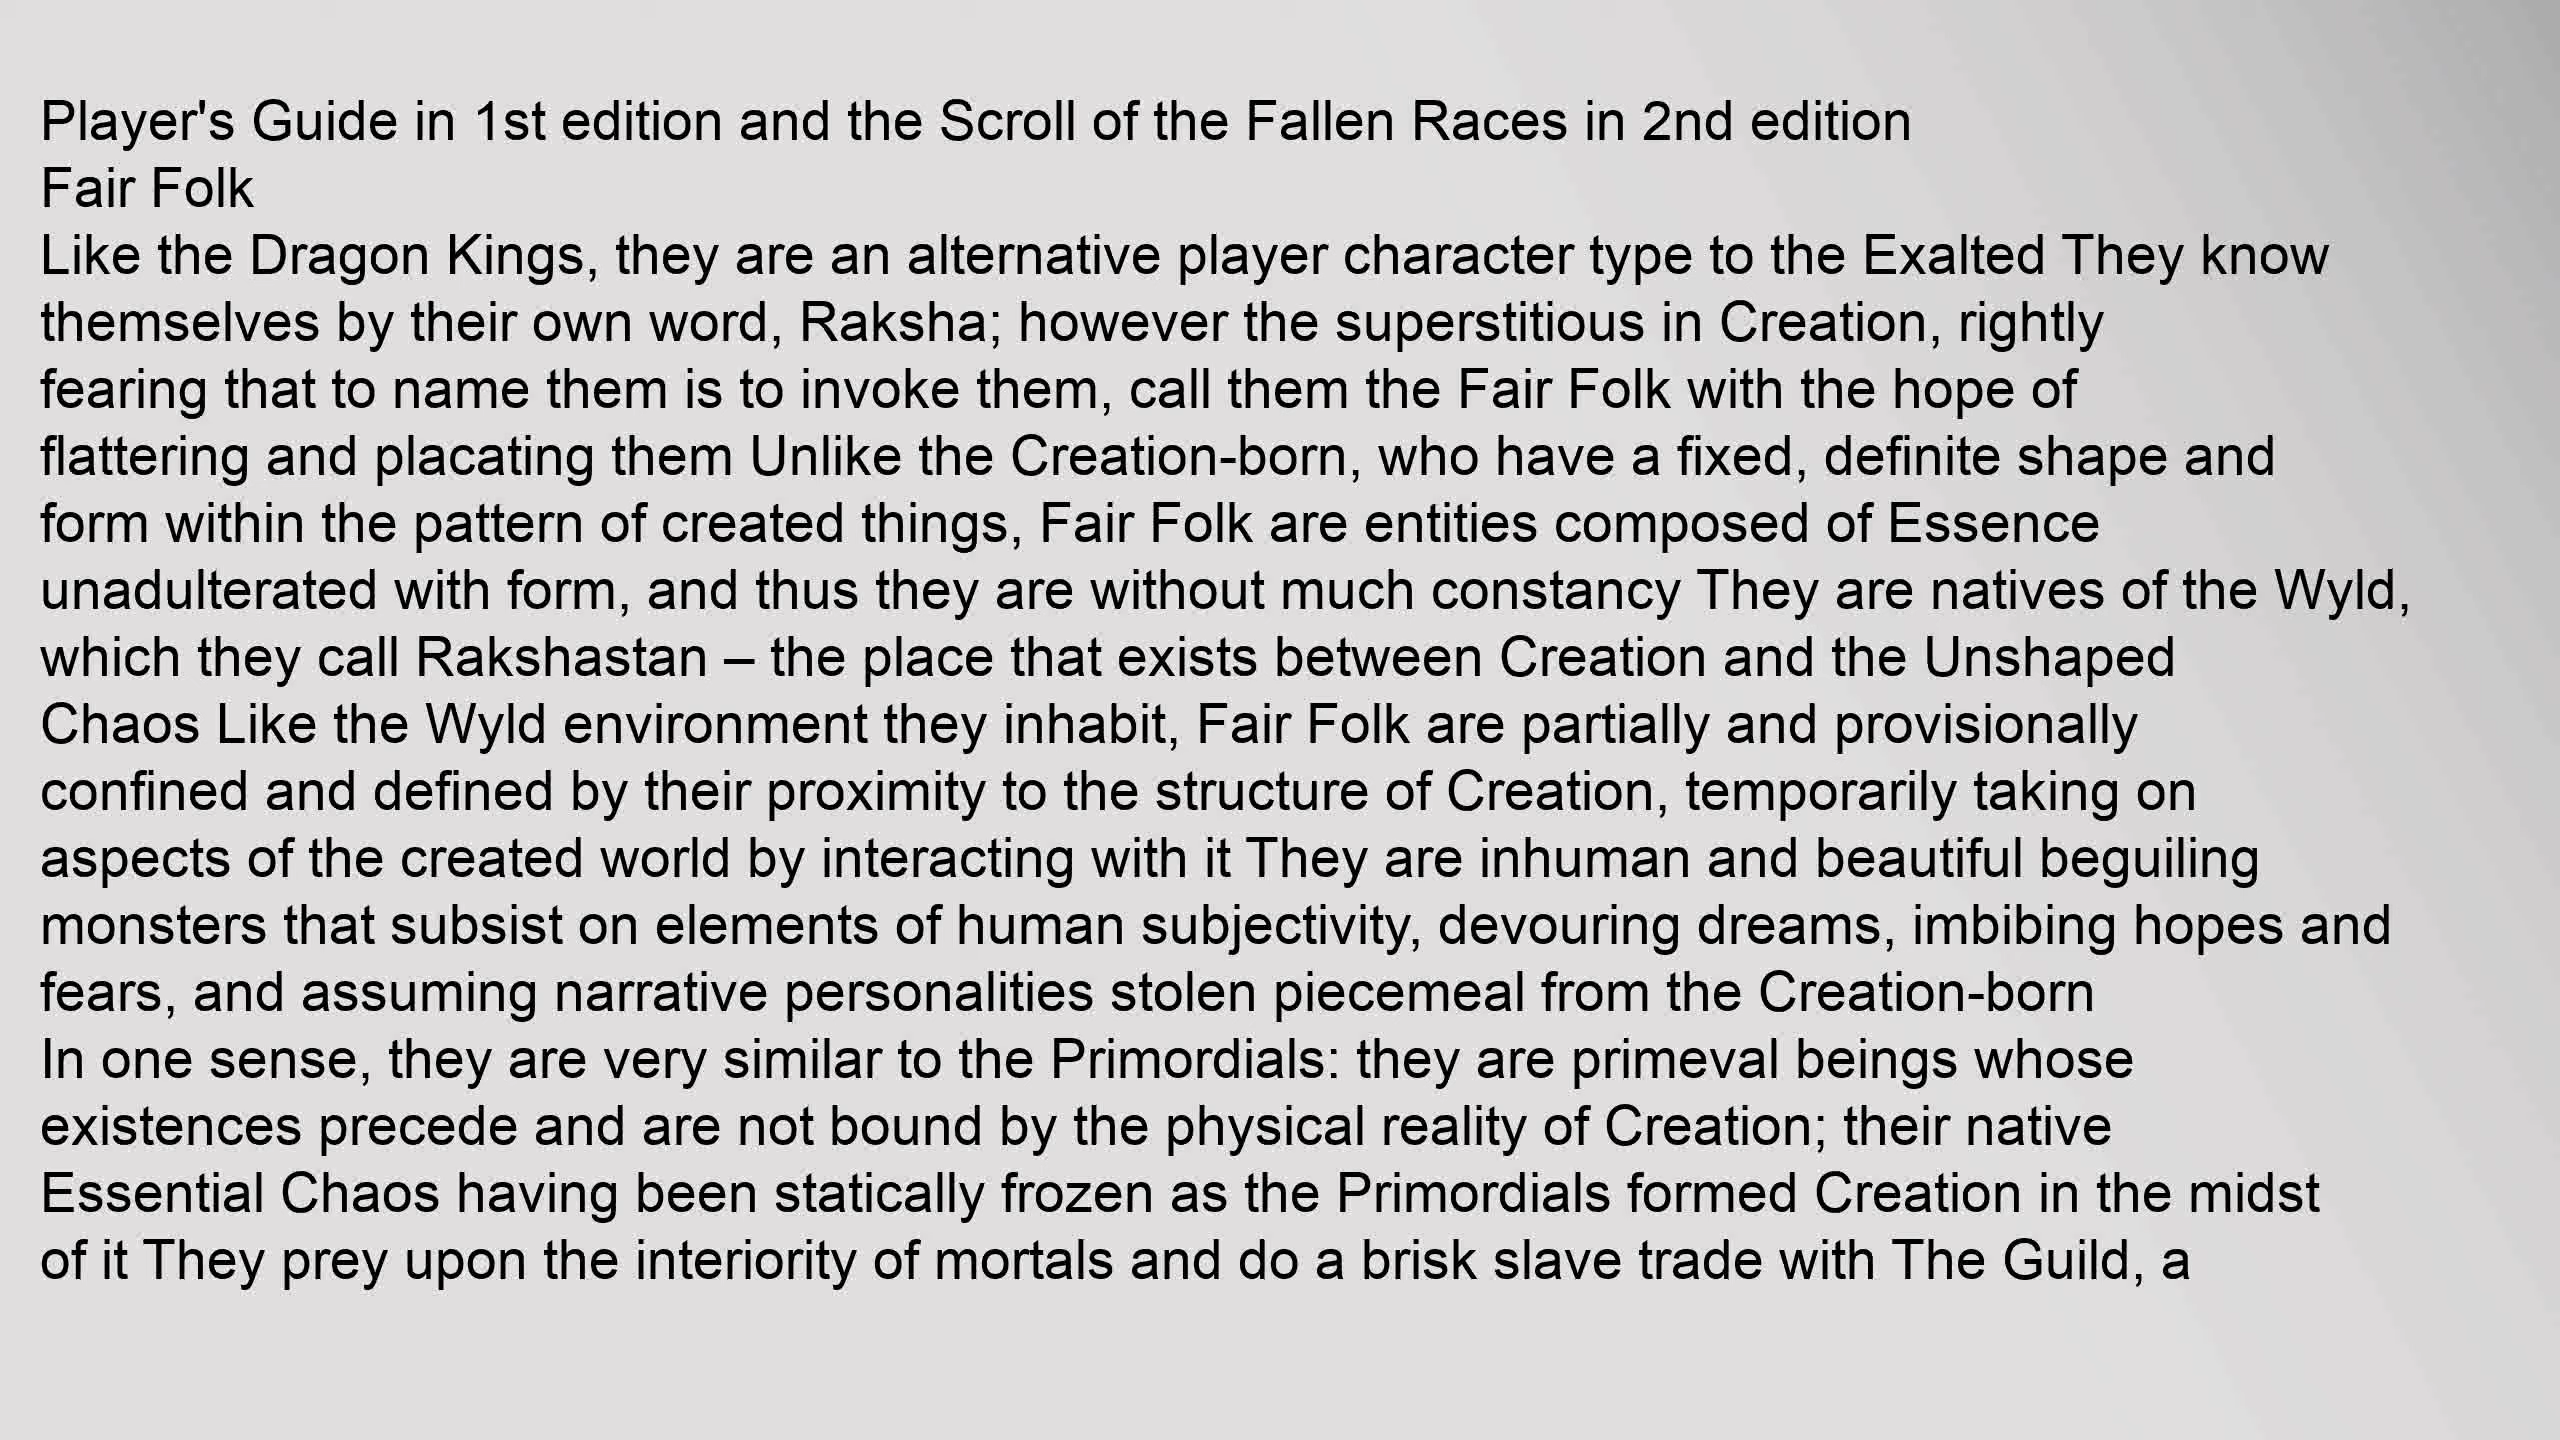 Player's Guide in 1st edition and the Scroll of the Fallen Races in 2nd edition
Fair Folk
Like the Dragon Kings, they are an alternative player character type to the Exalted They know
themselves by their own word, Raksha; however the superstitious in Creation, rightly
fearing that to name them is to invoke them, call them the Fair Folk with the hope of
flattering and placating them Unlike the Creation-born, who have a fixed, definite shape and
form within the pattern of created things, Fair Folk are entities composed of Essence
unadulterated with form, and thus they are without much constancy They are natives of the Wyld,
which they call Rakshastan – the place that exists between Creation and the Unshaped
Chaos Like the Wyld environment they inhabit, Fair Folk are partially and provisionally
confined and defined by their proximity to the structure of Creation, temporarily taking on
aspects of the created world by interacting with it They are inhuman and beautiful beguiling
monsters that subsist on elements of human subjectivity, devouring dreams, imbibing hopes and
fears, and assuming narrative personalities stolen piecemeal from the Creation-born
In one sense, they are very similar to the Primordials: they are primeval beings whose
existences precede and are not bound by the physical reality of Creation; their native
Essential Chaos having been statically frozen as the Primordials formed Creation in the midst
of it They prey upon the interiority of mortals and do a brisk slave trade with The Guild, a